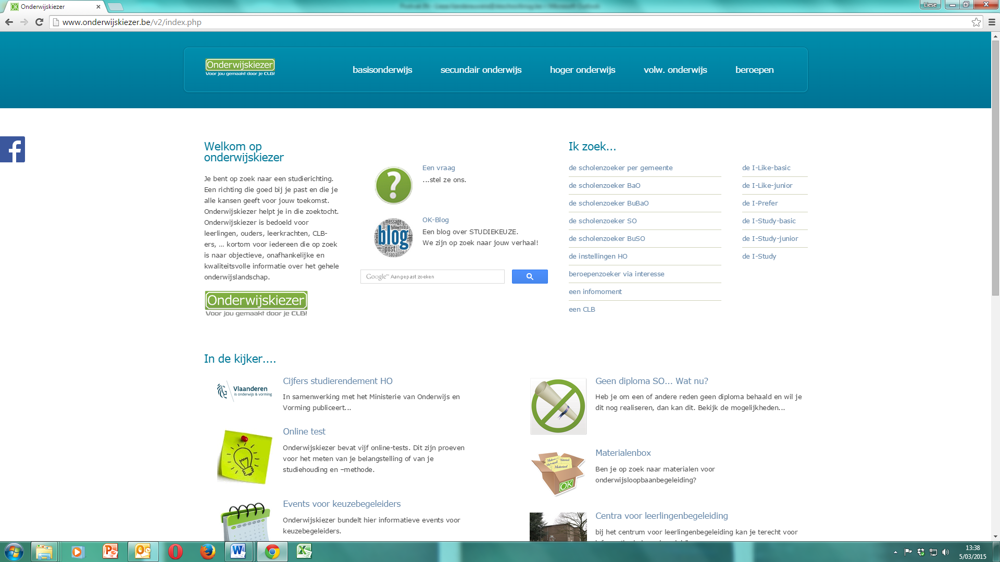 Onderwijskiezer
Liese
www.onderwijskiezer.be/v2/index.php
Onderwijskiezer
Voor jou gemaakt door je CLB!
basisonderwijs
secundair onderwijs
hoger onderwijs
volw. onderwijs
beroepen
Welkom op
onderwijskiezer
Je bent op zoek naar een studierichting.
Een richting die goed bij je past en die je
alle kansen geeft voor jouw toekomst.
Onderwijskiezer helpt je in die zoektocht.
Onderwijskiezer is bedoeld voor
leerlingen, ouders, leerkrachten, CLB-
ers, ... kortom voor iedereen die op zoek
is naar objectieve, onafhankelijke en
kwaliteitsvolle informatie over het gehele
onderwijslandschap.
Onderwijskiezer
Voor jou gemaakt door je CLB!
Een vraag
...stel ze ons.
message
blog
post
social
OK-Blog
Een blog over STUDIEKEUZE.
We zijn op zoek naar jouw verhaal!
Google™ Aangepast zoeken
Ik zoek...
de scholenzoeker per gemeente
de scholenzoeker BaO
de scholenzoeker BuBaO
de scholenzoeker SO
de scholenzoeker BuSO
de instellingen HO
beroepenzoeker via interesse
een infomoment
een CLB
de I-Like-basic
de I-Like-junior
de I-Prefer
de I-Study-basic
de I-Study-junior
de I-Study
In de kijker....
Vlaanderen
is onderwijs & vorming
Cijfers studierendement HO
In samenwerking met het Ministerie van Onderwijs en
Vorming publiceert...
Online test
Onderwijskiezer bevat vijf online-tests. Dit zijn proeven
voor het meten van je belangstelling of van je
studiehouding en –methode.
Events voor keuzebegeleiders
Onderwijskiezer bundelt hier informatieve events voor
keuzebegeleiders.
Geen diploma SO... Wat nu?
Heb je om een of andere reden geen diploma behaald en wil je
dit nog realiseren, dan kan dit. Bekijk de mogelijkheden...
OK
Materialenbox
Ben je op zoek naar materialen voor
onderwijsloopbaanbegeleiding?
Centra voor leerlingenbegeleiding
bij het centrum voor leerlingenbegeleiding kan je terecht voor
13:38
5/03/2015